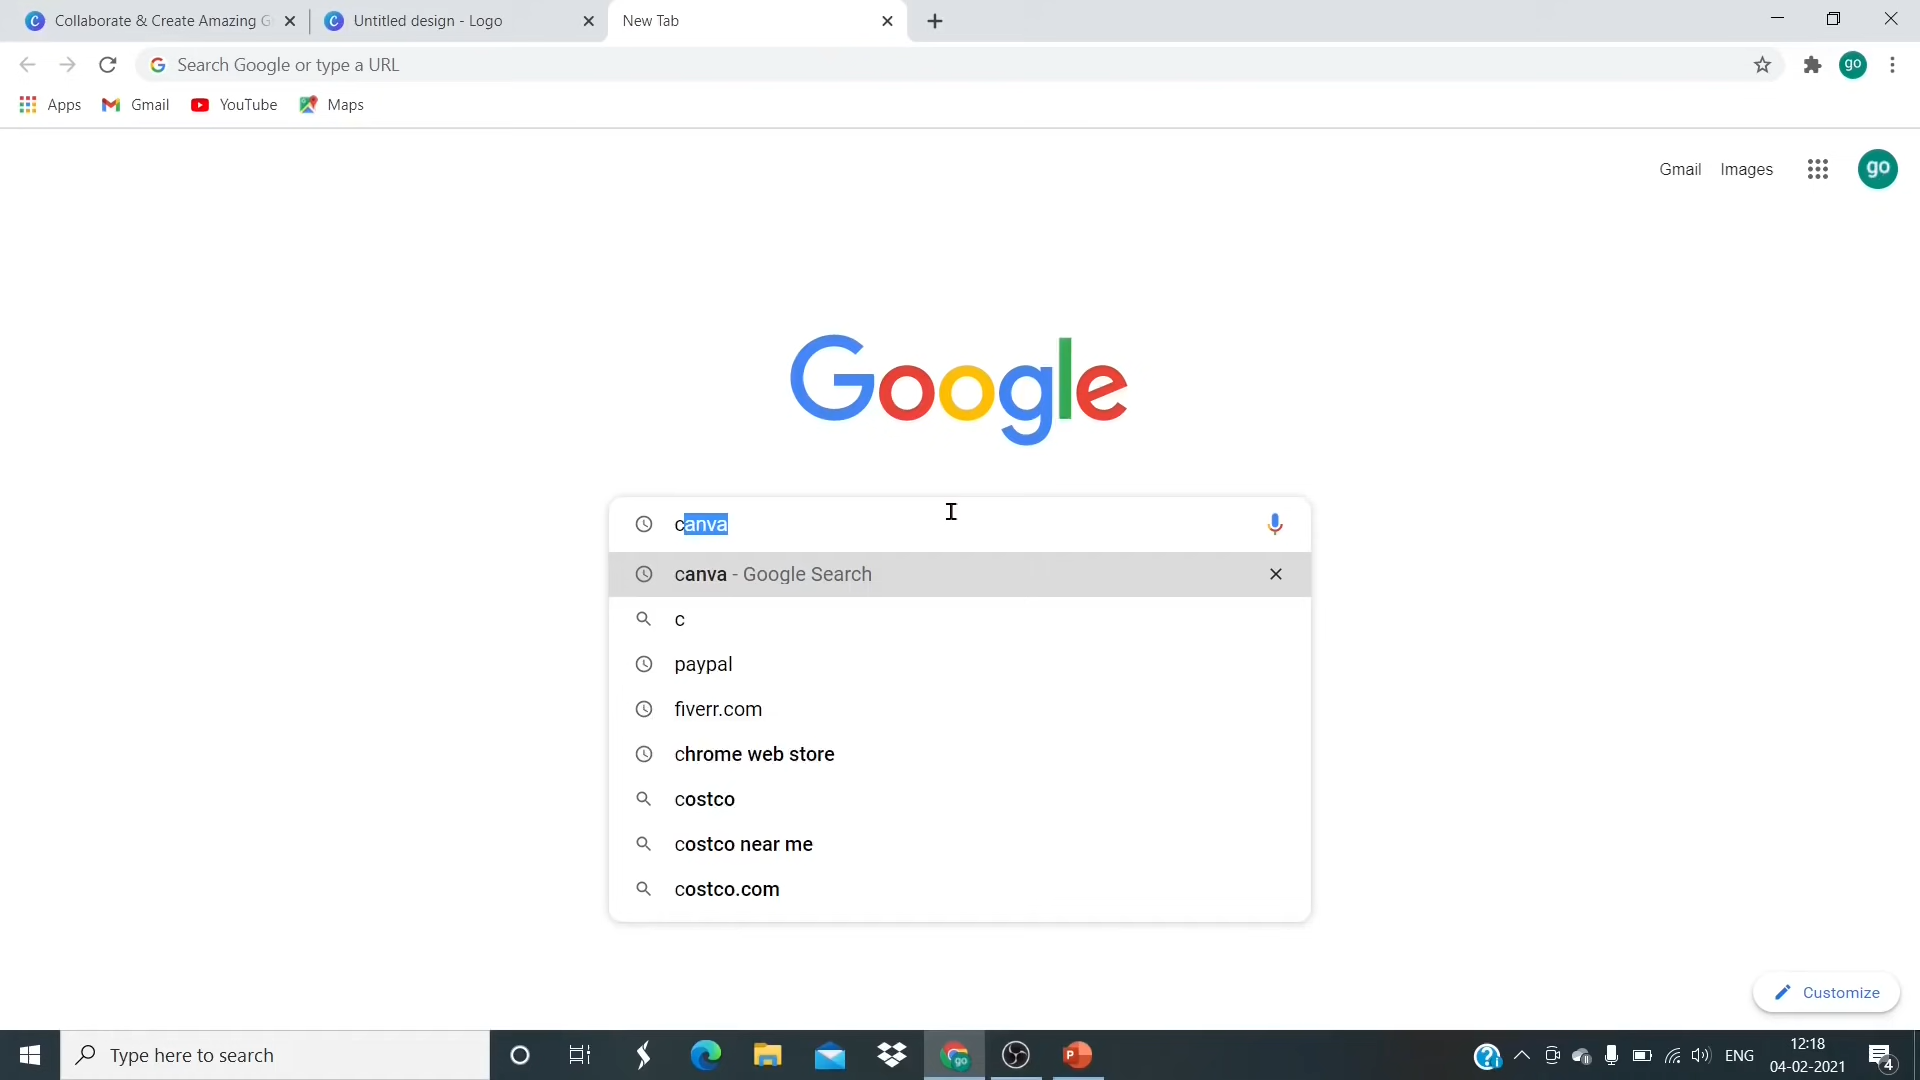 Collaborate & Create Amazing G
Untitled design - Logo
New Tab
Search Google or type a URL
go
Apps
Gmail
YouTube
Maps
Gmail
Images
go
Google
canva
canva - Google Search
c
paypal
fiverr.com
chrome web store
costco
costco near me
costco.com
Customize
Type here to search
ENG
12:18
04-02-2021
4